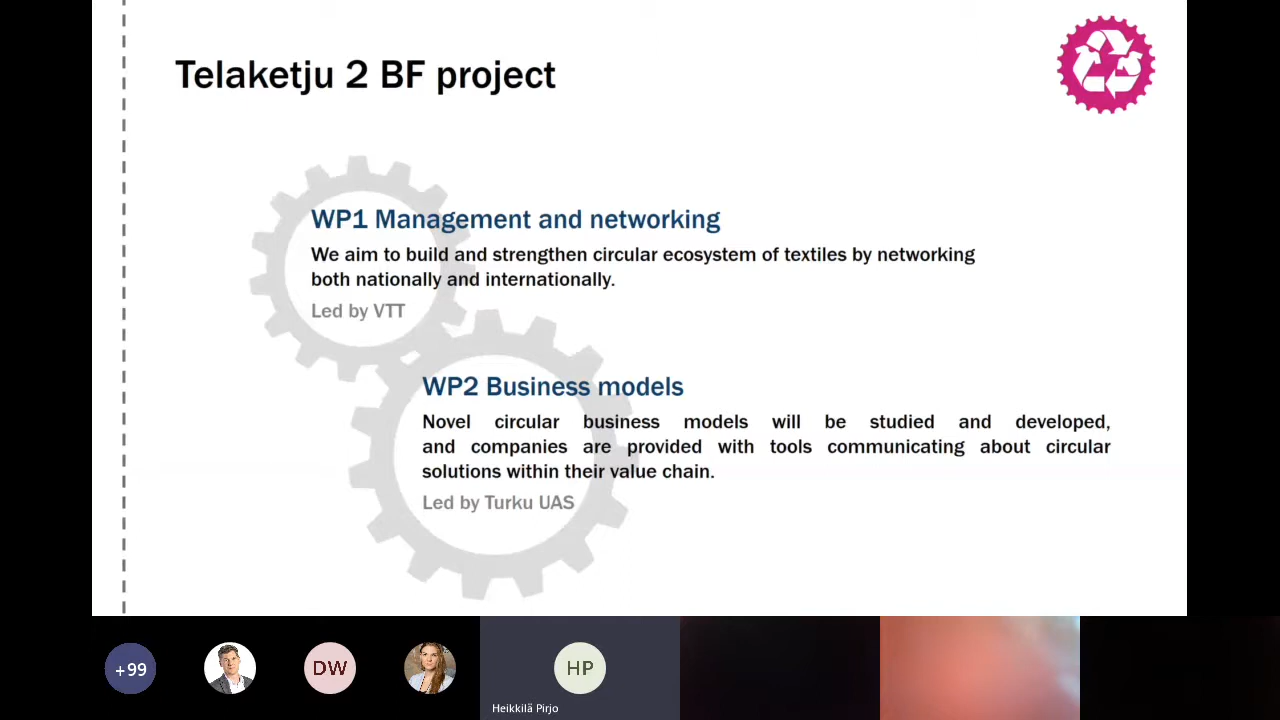 Telaketju 2 BF project
WP1 Management and networking
We aim to build and strengthen circular ecosystem of textiles by networking
both nationally and internationally.
Led by VTT
WP2 Business models
Novel circular business models will be studied and developed,
and companies are provided with tools communicating about circular
solutions within their value chain.
Led by Turku UAS
+99
DW
HP
Heikkilä Pirjo